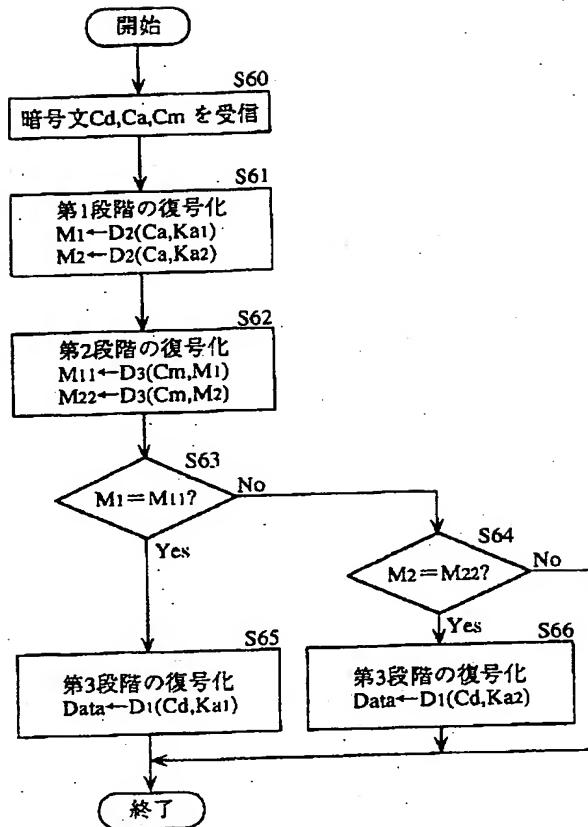 開始
S60
暗号文Cd,Ca,Cm を受信
S61
第1段階の復号化
M1←D2(Ca,Ka1)
M2←D2(Ca,Ka2)
S62
第2段階の復号化
M11←D3(Cm,M1)
M22←D3(Cm,M2)
S63
M1=M11?
No
Yes
S64
M2=M22?
No
Yes
S65
第3段階の復号化
Data←D1(Cd,Ka1)
S66
第3段階の復号化
Data←D1(Cd,Ka2)
終了